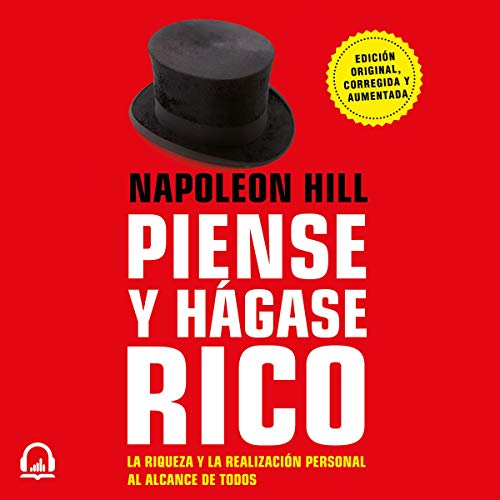 EDICIÓN
ORIGINAL,
CORREGIDA Y
AUMENTADA
NAPOLEON HILL
PIENSE
Y HÁGASE
RICO
LA RIQUEZA Y LA REALIZACIÓN PERSONAL
AL ALCANCE DE TODOS